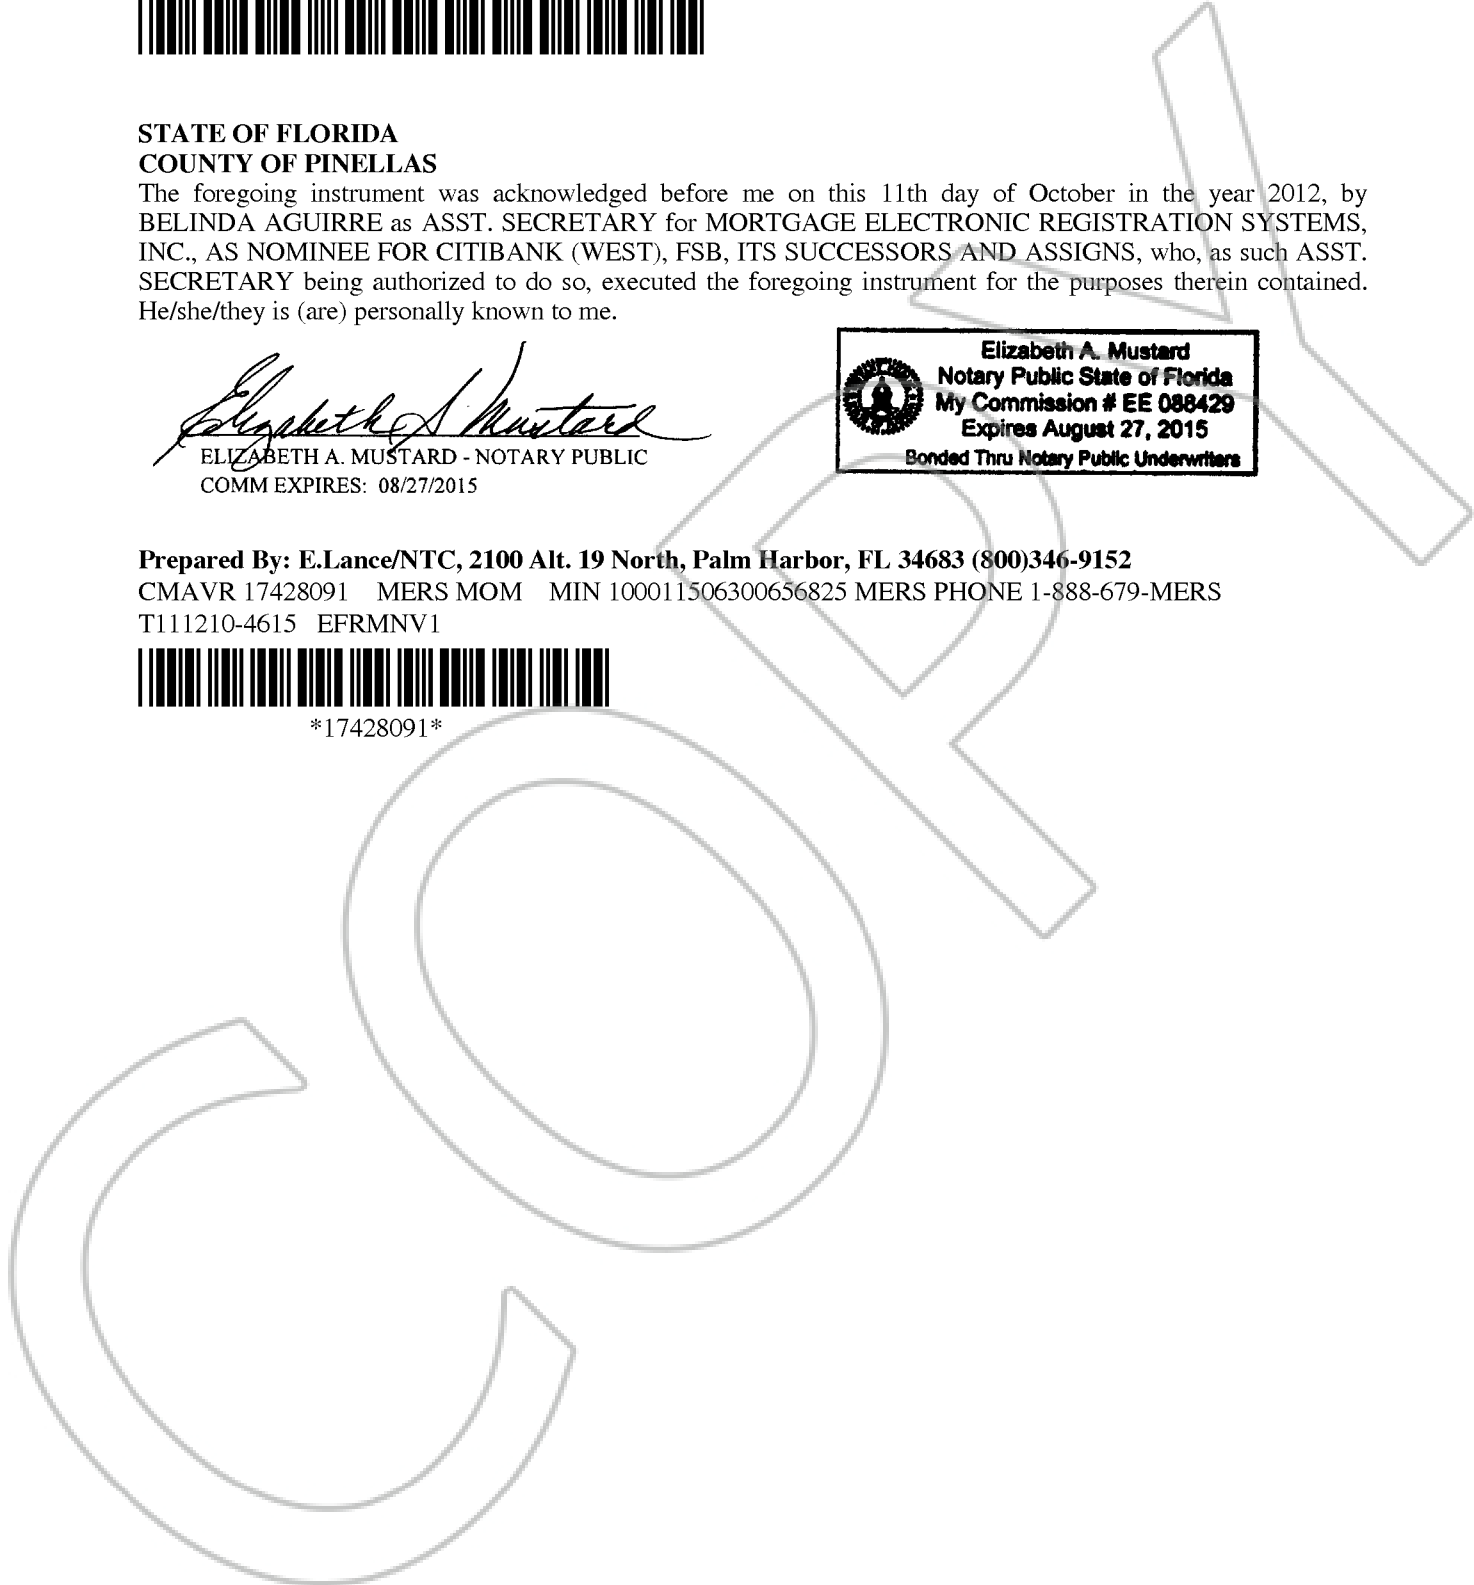 STATE OF FLORIDA
COUNTY OF PINELLAS
The foregoing instrument was acknowledged before me on this 11th day of October in the year 2012, by
BELINDA AGUIRRE as ASST. SECRETARY for MORTGAGE ELECTRONIC REGISTRATION SYSTEMS,
INC., AS NOMINEE FOR CITIBANK (WEST), FSB, ITS SUCCESSORS AND ASSIGNS, who, as such ASST.
SECRETARY being authorized to do so, executed the foregoing instrument for the purposes therein contained.
He/she/they is (are) personally known to me.
Elizabeth A. Mustard
ELIZABETH A. MUSTARD - NOTARY PUBLIC
COMM EXPIRES: 08/27/2015
Elizabeth A. Mustard
Notary Public State of Florida
My Commission # EE 088429
Expires August 27, 2015
Bonded Thru Notary Public Underwriters
Prepared By: E.Lance/NTC, 2100 Alt. 19 North, Palm Harbor, FL 34683 (800)346-9152
CMAVR 17428091 MERS MOM MIN 100011506300656825 MERS PHONE 1-888-679-MERS
T111210-4615 EFRMNV1
*17428091*
COPY